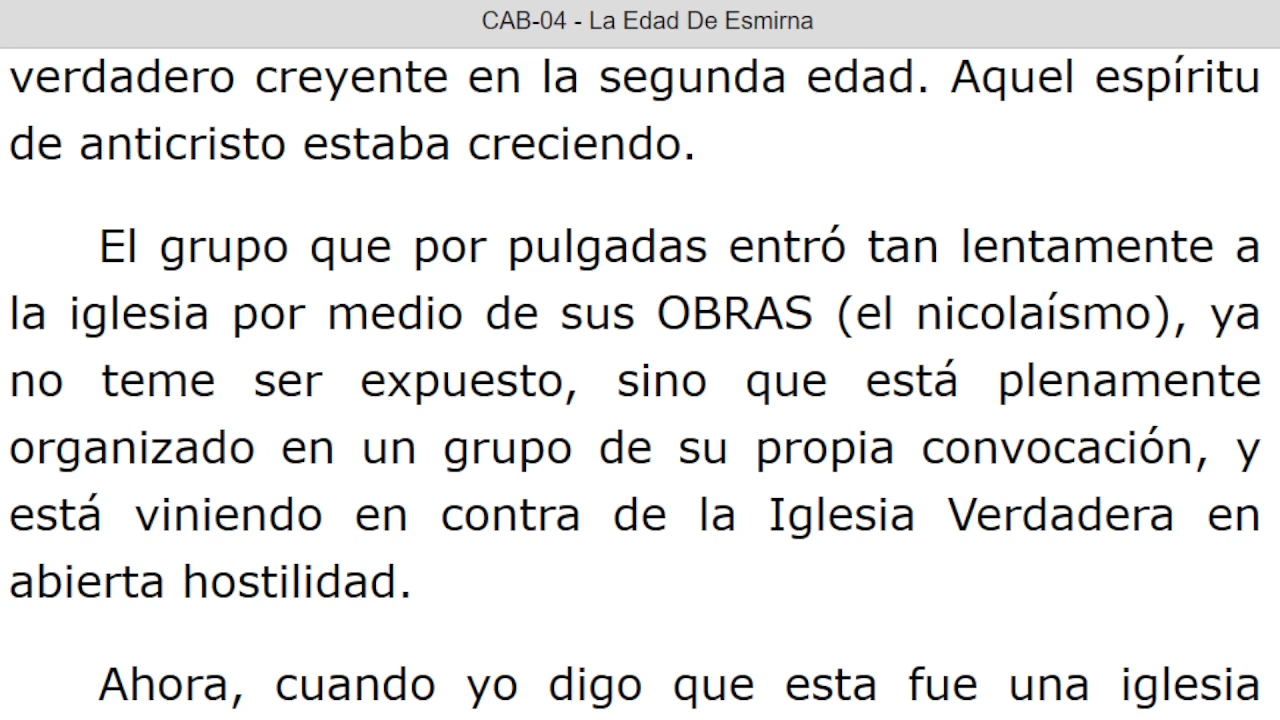 CAB-04 - La Edad De Esmirna
verdadero creyente en la segunda edad. Aquel espíritu
de anticristo estaba creciendo.
El grupo que por pulgadas entró tan lentamente a
la iglesia por medio de sus OBRAS (el nicolaísmo), ya
no teme ser expuesto, sino que está plenamente
organizado en un grupo de su propia convocación, y
está viniendo en contra de la Iglesia Verdadera en
abierta hostilidad.
Ahora, cuando yo digo que esta fue una iglesia